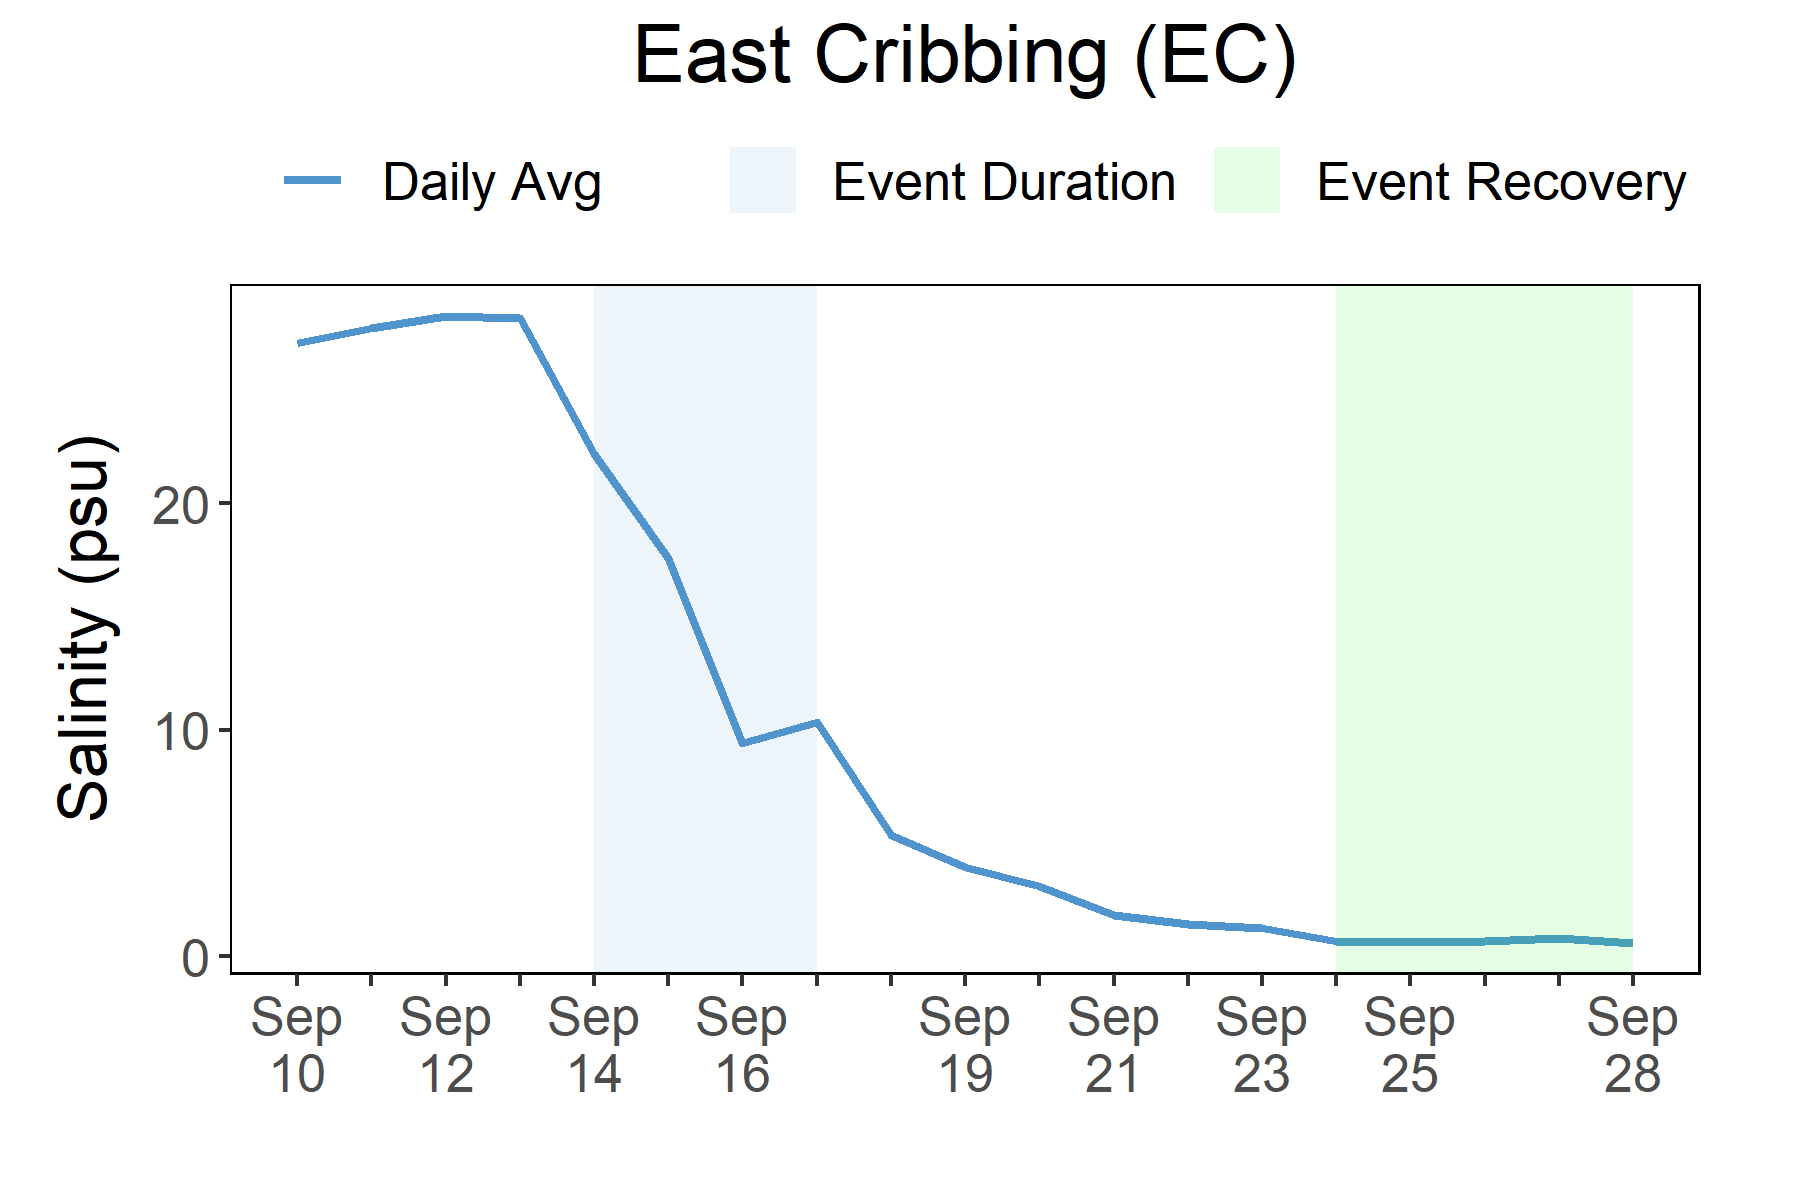 East Cribbing (EC)
Daily Avg Event Duration Event Recovery
Salinity (psu)
20
10
0
Sep Sep Sep Sep Sep Sep Sep Sep Sep
10 12 14 16 19 21 23 25 28